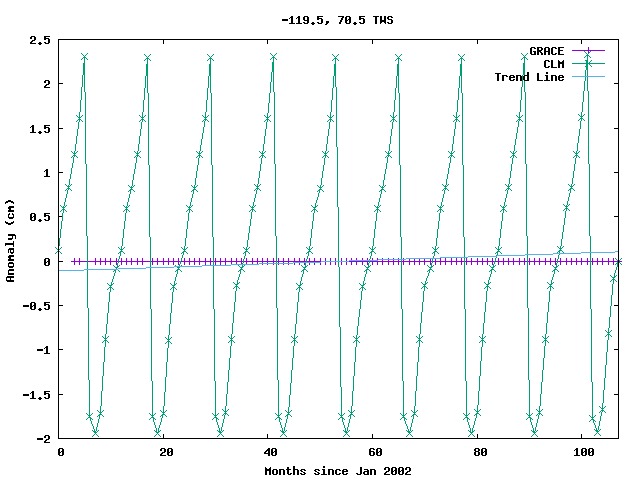 -119.5, 70.5 TWS
GRACE
CLM
Trend Line
2.5
2
1.5
1
0.5
0
-0.5
-1
-1.5
-2
Anomaly (cm)
0 20 40 60 80 100
Months since Jan 2002